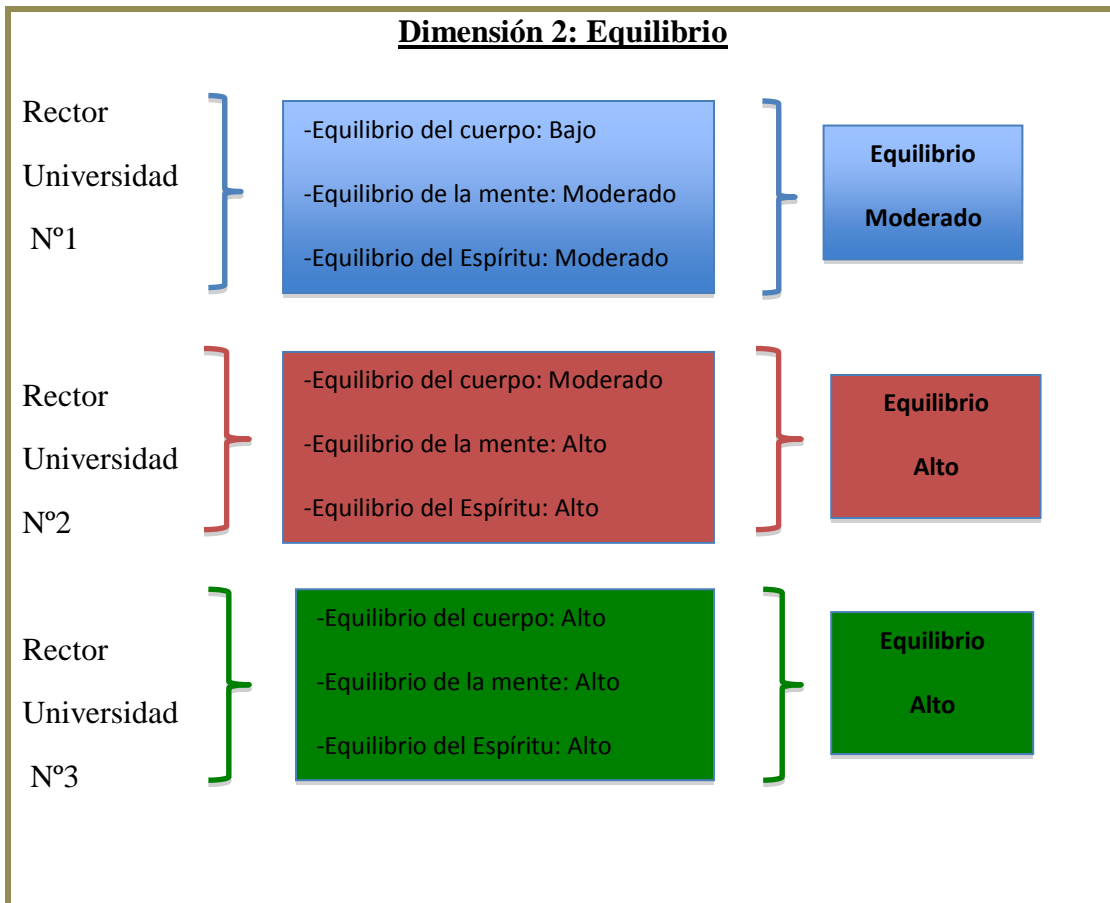 Dimensión 2: Equilibrio
Rector
Universidad
Nº1
-Equilibrio del cuerpo: Bajo
-Equilibrio de la mente: Moderado
-Equilibrio del Espíritu: Moderado
Equilibrio
Moderado
Rector
Universidad
Nº2
-Equilibrio del cuerpo: Moderado
-Equilibrio de la mente: Alto
-Equilibrio del Espíritu: Alto
Equilibrio
Alto
Rector
Universidad
Nº3
-Equilibrio del cuerpo: Alto
-Equilibrio de la mente: Alto
-Equilibrio del Espíritu: Alto
Equilibrio
Alto